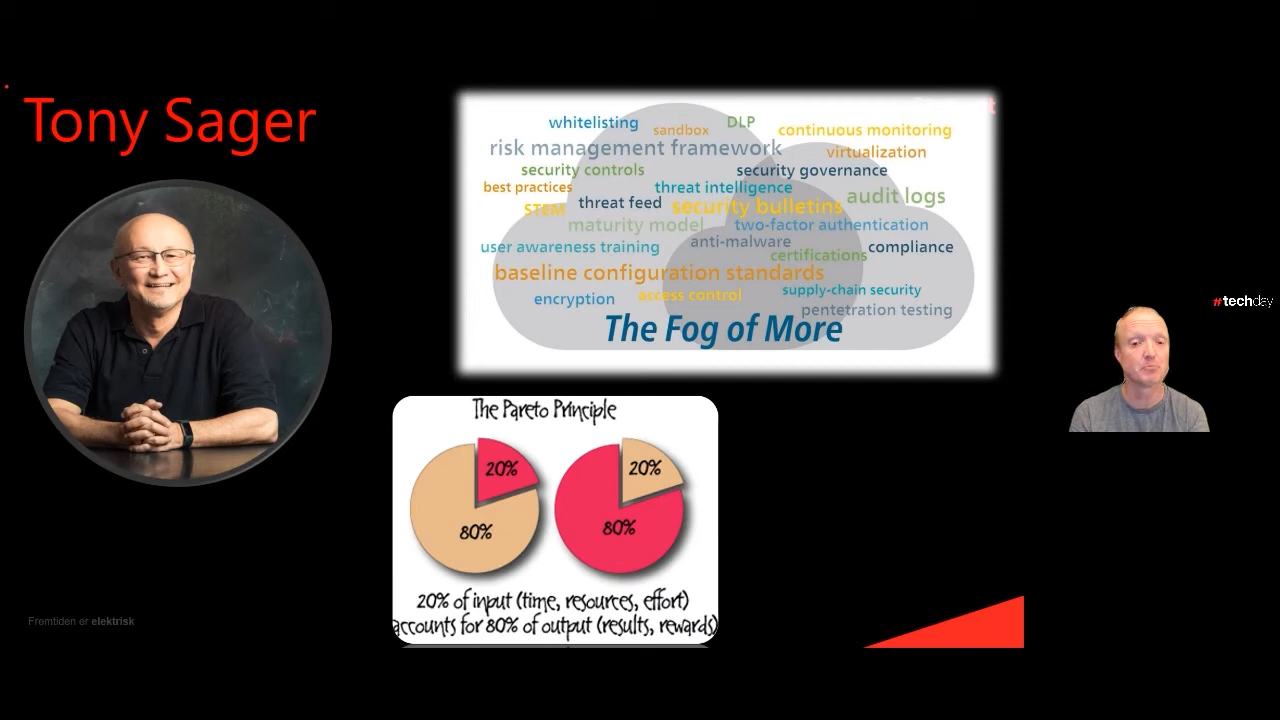 Tony Sager
whitelisting sandbox DLP continuous monitoring
risk management framework virtualization
security controls security governance
best practices threat intelligence audit logs
STEM threat feed security bulletins
maturity model two-factor authentication
user awareness training anti-malware compliance
certifications
baseline configuration standards
encryption access control supply-chain security
pentetration testing
The Fog of More
#techday
The Pareto Principle
20% 20%
80% 80%
20% of input (time, resources, effort)
accounts for 80% of output (results, rewards)
Fremtiden er elektrisk